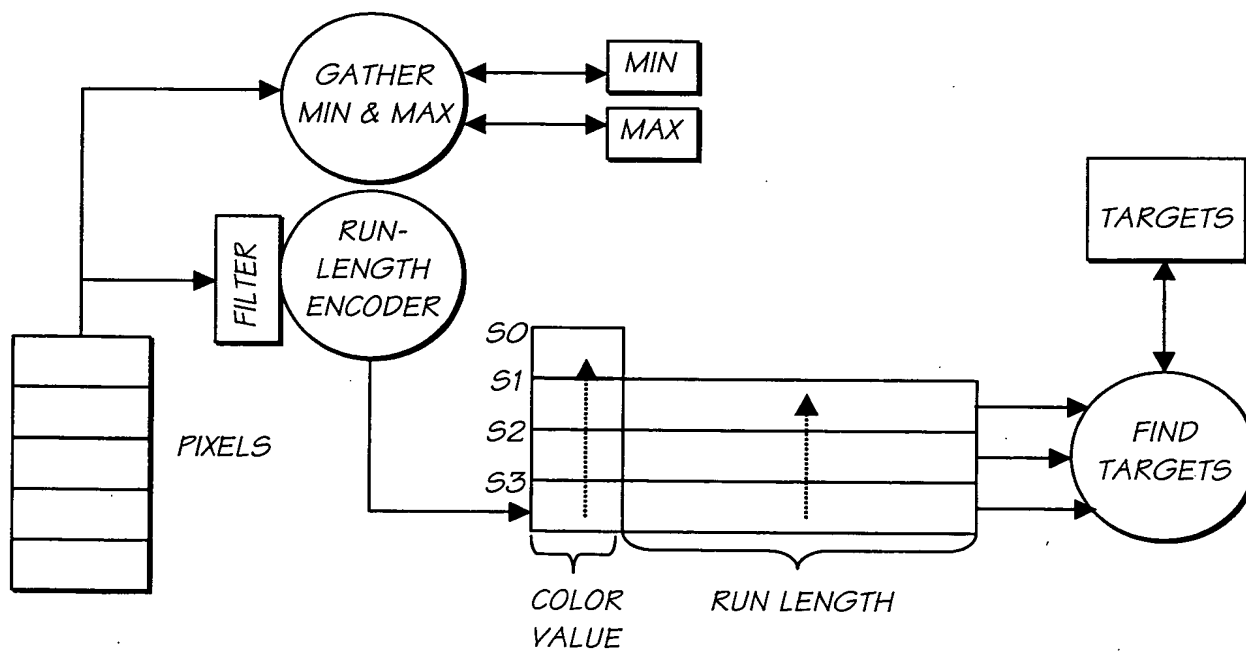 GATHER
MIN & MAX
MIN
MAX
TARGETS
FILTER
RUN-
LENGTH
ENCODER
S0
S1
S2
S3
PIXELS
FIND
TARGETS
COLOR
VALUE
RUN LENGTH